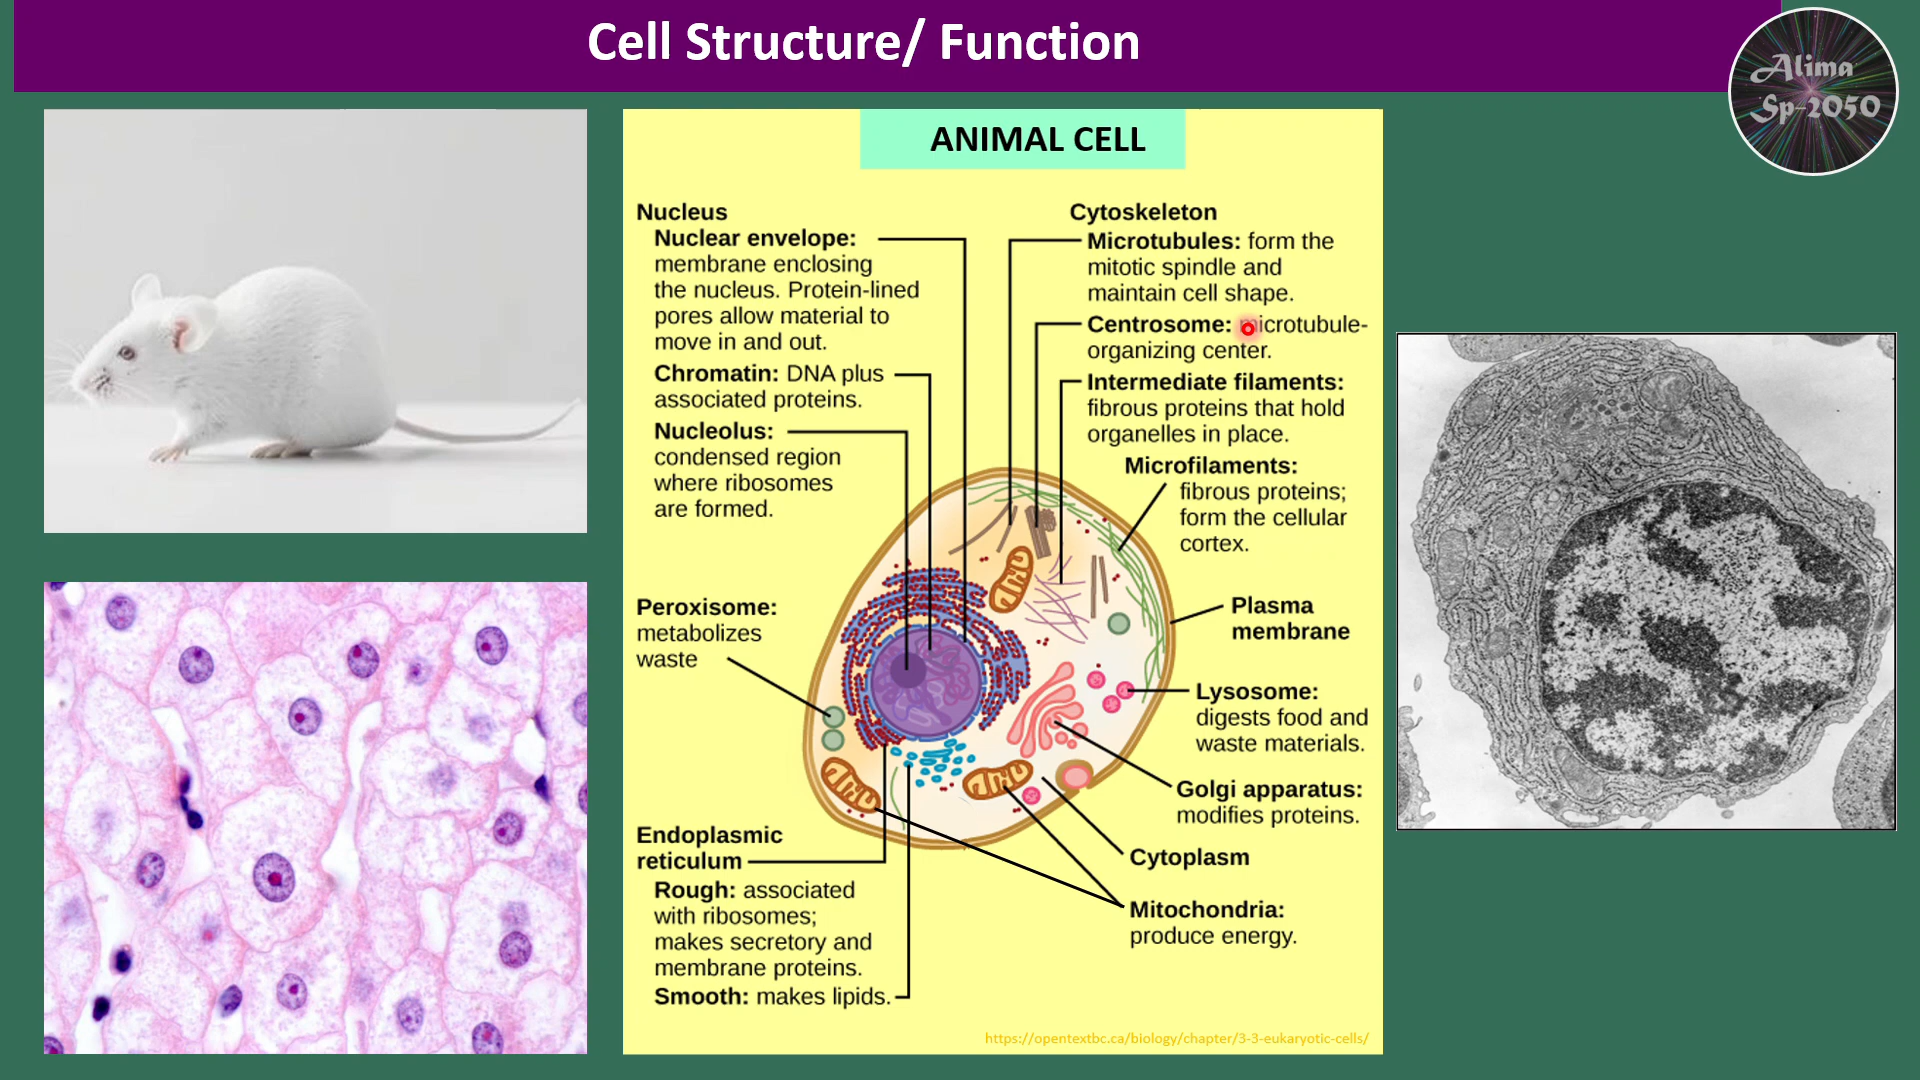 Cell Structure/ Function
Alima
Sp-2050
ANIMAL CELL
Nucleus
Nuclear envelope:
membrane enclosing
the nucleus. Protein-lined
pores allow material to
move in and out.
Chromatin: DNA plus
associated proteins.
Nucleolus:
condensed region
where ribosomes
are formed.
Peroxisome:
metabolizes
waste
Endoplasmic
reticulum
Rough: associated
with ribosomes;
makes secretory and
membrane proteins.
Smooth: makes lipids.
Cytoskeleton
Microtubules: form the
mitotic spindle and
maintain cell shape.
Centrosome: microtubule-
organizing center.
Intermediate filaments:
fibrous proteins that hold
organelles in place.
Microfilaments:
fibrous proteins;
form the cellular
cortex.
Plasma
membrane
Lysosome:
digests food and
waste materials.
Golgi apparatus:
modifies proteins.
Cytoplasm
Mitochondria:
produce energy.
https://opentextbc.ca/biology/chapter/3-3-eukaryotic-cells/